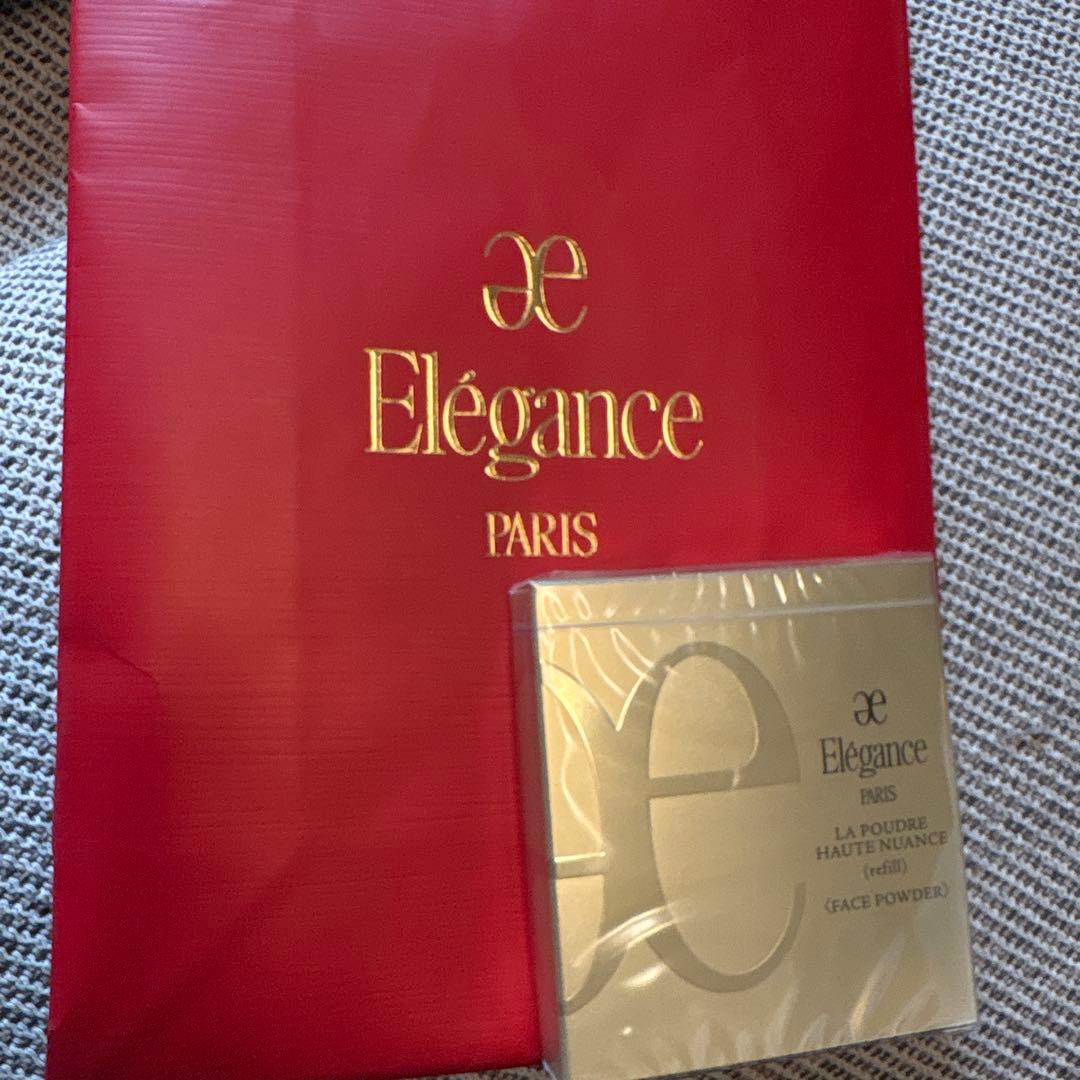 æ
Elégance
PARIS
æ
Elégance
PARIS
LA POUDRE
HAUTE NUANCE
(refill)
〈FACE POWDER〉